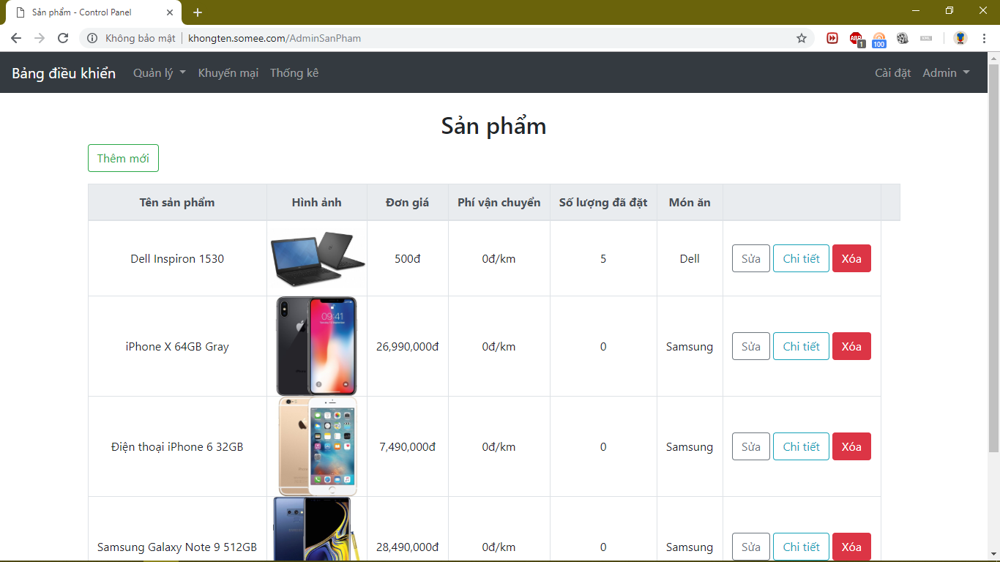 Sản phẩm - Control Panel
Không bảo mật khongten.somee.com/AdminSanPham
ABP 1 100
Bảng điều khiển Quản lý Khuyến mại Thống kê Cài đặt Admin
Sản phẩm
Thêm mới
Tên sản phẩm Hình ảnh Đơn giá Phí vận chuyển Số lượng đã đặt Món ăn
Dell Inspiron 1530 500đ 0đ/km 5 Dell Sửa Chi tiết Xóa
09:41
iPhone X 64GB Gray 26,990,000đ 0đ/km 0 Samsung Sửa Chi tiết Xóa
Điện thoại iPhone 6 32GB 7,490,000đ 0đ/km 0 Samsung Sửa Chi tiết Xóa
Samsung Galaxy Note 9 512GB 28,490,000đ 0đ/km 0 Samsung Sửa Chi tiết Xóa